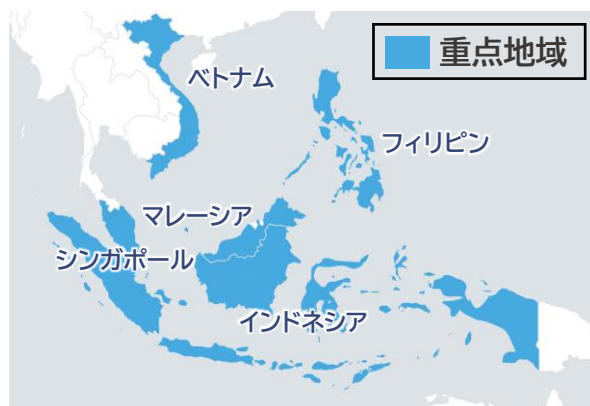 重点地域
ベトナム
フィリピン
マレーシア
シンガポール
インドネシア